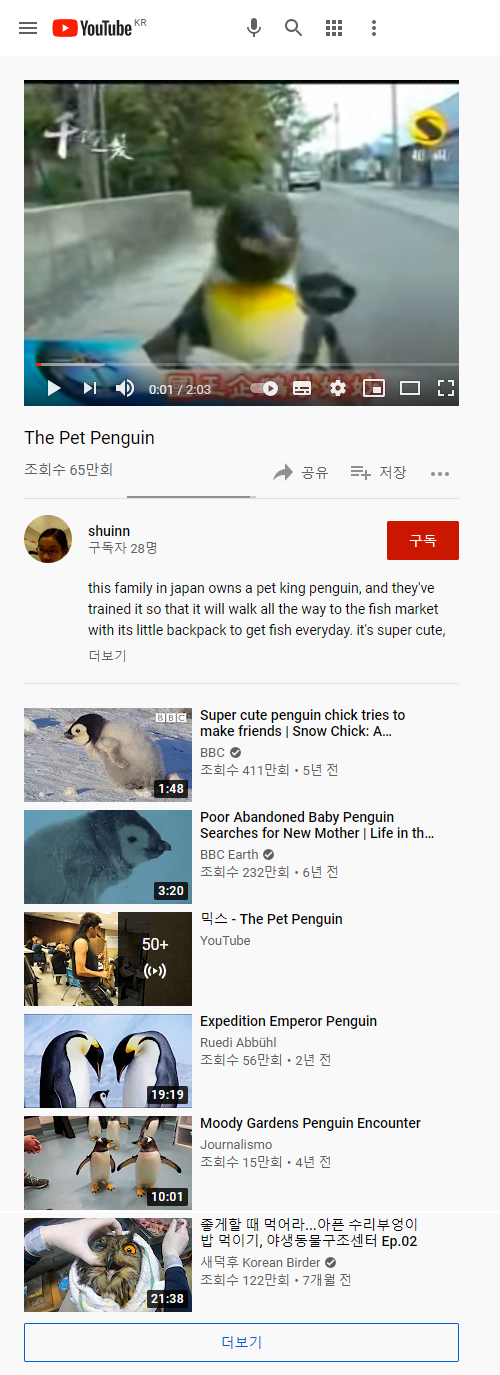 YouTube KR
0:01 / 2:03
The Pet Penguin
조회수 65만회
공유
저장
shuinn
구독자 28명
구독
this family in japan owns a pet king penguin, and they've
trained it so that it will walk all the way to the fish market
with its little backpack to get fish everyday. it's super cute,
더보기
BBC
1:48
Super cute penguin chick tries to
make friends | Snow Chick: A…
BBC
조회수 411만회 • 5년 전
3:20
Poor Abandoned Baby Penguin
Searches for New Mother | Life in th…
BBC Earth
조회수 232만회 • 6년 전
50+
믹스 - The Pet Penguin
YouTube
19:19
Expedition Emperor Penguin
Ruedi Abbühl
조회수 56만회 • 2년 전
10:01
Moody Gardens Penguin Encounter
Journalismo
조회수 15만회 • 4년 전
21:38
좋게할 때 먹어라...아픈 수리부엉이
밥 먹이기, 야생동물구조센터 Ep.02
새덕후 Korean Birder
조회수 122만회 • 7개월 전
더보기